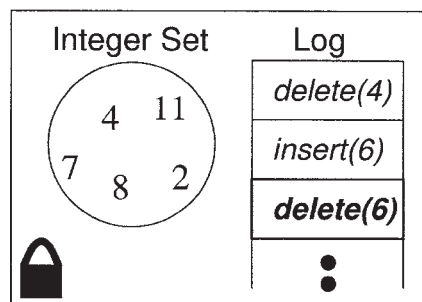 Integer Set
Log
4 11
7 8 2
delete(4)
insert(6)
delete(6)